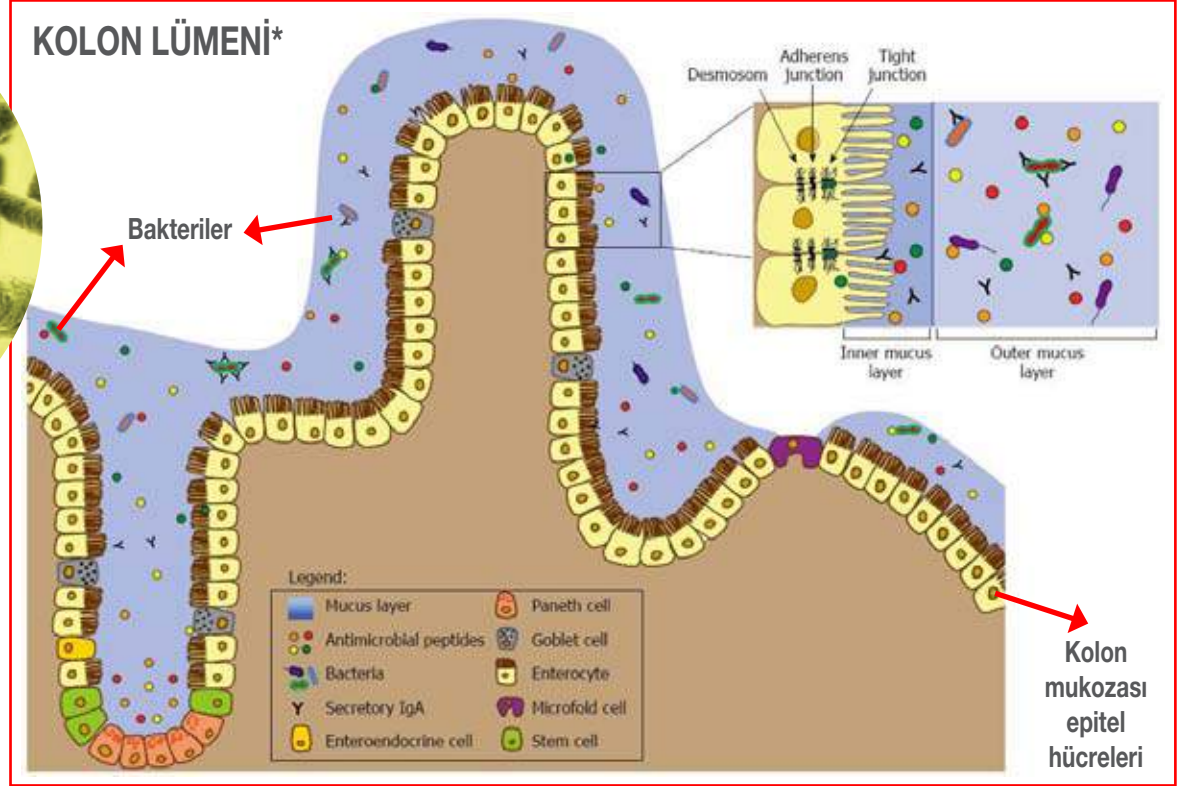 KOLON LÜMENİ*
Bakteriler
Desmosom
Adherens
junction
Tight
junction
Inner mucus
layer
Outer mucus
layer
Legend:
Mucus layer
Antimicrobial peptides
Bacteria
Secretory IgA
Enteroendocrine cell
Paneth cell
Goblet cell
Enterocyte
Microfold cell
Stem cell
Kolon
mukozası
epitel
hücreleri